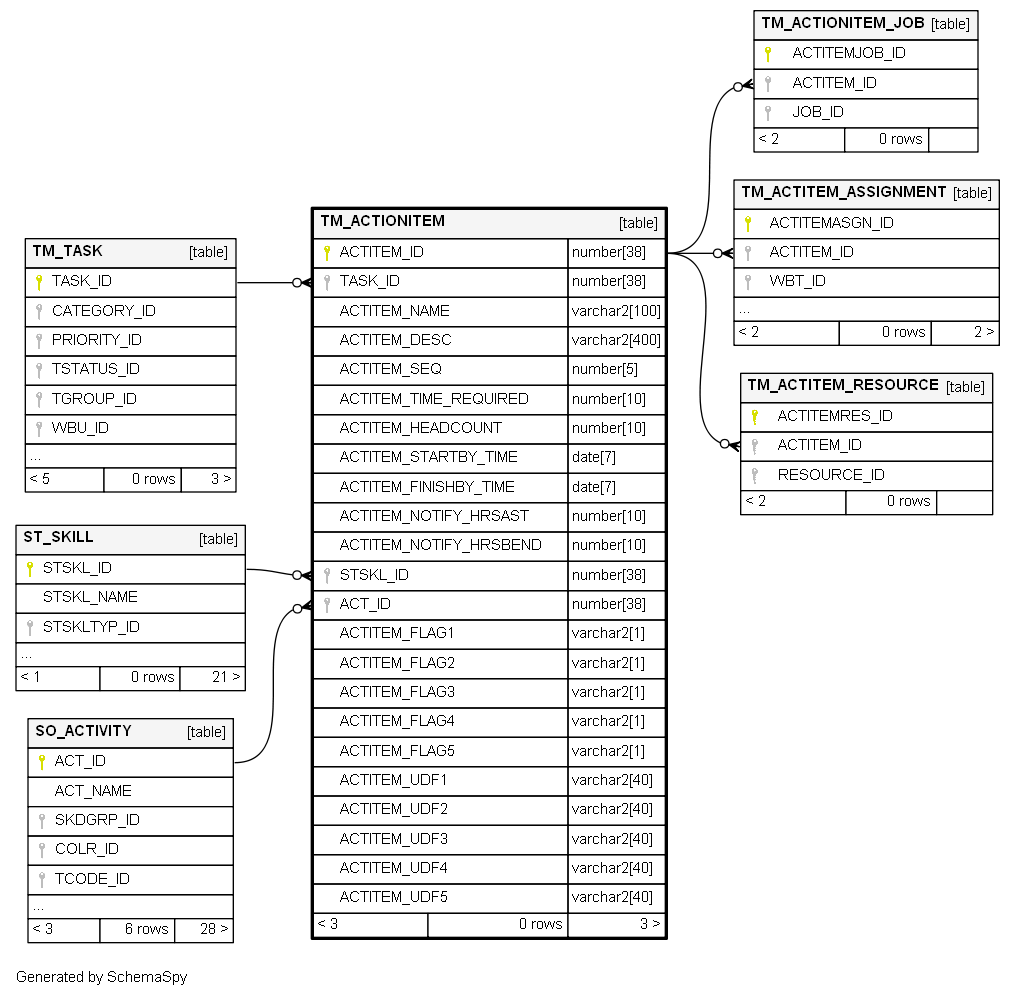 TM_ACTIONITEM_JOB [table]
ACTITEMJOB_ID
ACTITEM_ID
JOB_ID
< 2 0 rows
TM_ACTITEM_ASSIGNMENT [table]
ACTITEMASGN_ID
ACTITEM_ID
WBT_ID
...
< 2 0 rows 2 >
TM_ACTITEM_RESOURCE [table]
ACTITEMRES_ID
ACTITEM_ID
RESOURCE_ID
< 2 0 rows
TM_ACTIONITEM [table]
ACTITEM_ID number[38]
TASK_ID number[38]
ACTITEM_NAME varchar2[100]
ACTITEM_DESC varchar2[400]
ACTITEM_SEQ number[5]
ACTITEM_TIME_REQUIRED number[10]
ACTITEM_HEADCOUNT number[10]
ACTITEM_STARTBY_TIME date[7]
ACTITEM_FINISHBY_TIME date[7]
ACTITEM_NOTIFY_HRSAST number[10]
ACTITEM_NOTIFY_HRSBEND number[10]
STSKL_ID number[38]
ACT_ID number[38]
ACTITEM_FLAG1 varchar2[1]
ACTITEM_FLAG2 varchar2[1]
ACTITEM_FLAG3 varchar2[1]
ACTITEM_FLAG4 varchar2[1]
ACTITEM_FLAG5 varchar2[1]
ACTITEM_UDF1 varchar2[40]
ACTITEM_UDF2 varchar2[40]
ACTITEM_UDF3 varchar2[40]
ACTITEM_UDF4 varchar2[40]
ACTITEM_UDF5 varchar2[40]
< 3 0 rows 3 >
TM_TASK [table]
TASK_ID
CATEGORY_ID
PRIORITY_ID
TSTATUS_ID
TGROUP_ID
WBU_ID
...
< 5 0 rows 3 >
ST_SKILL [table]
STSKL_ID
STSKL_NAME
STSKLTYP_ID
...
< 1 0 rows 21 >
SO_ACTIVITY [table]
ACT_ID
ACT_NAME
SKDGRP_ID
COLR_ID
TCODE_ID
...
< 3 6 rows 28 >
Generated by SchemaSpy